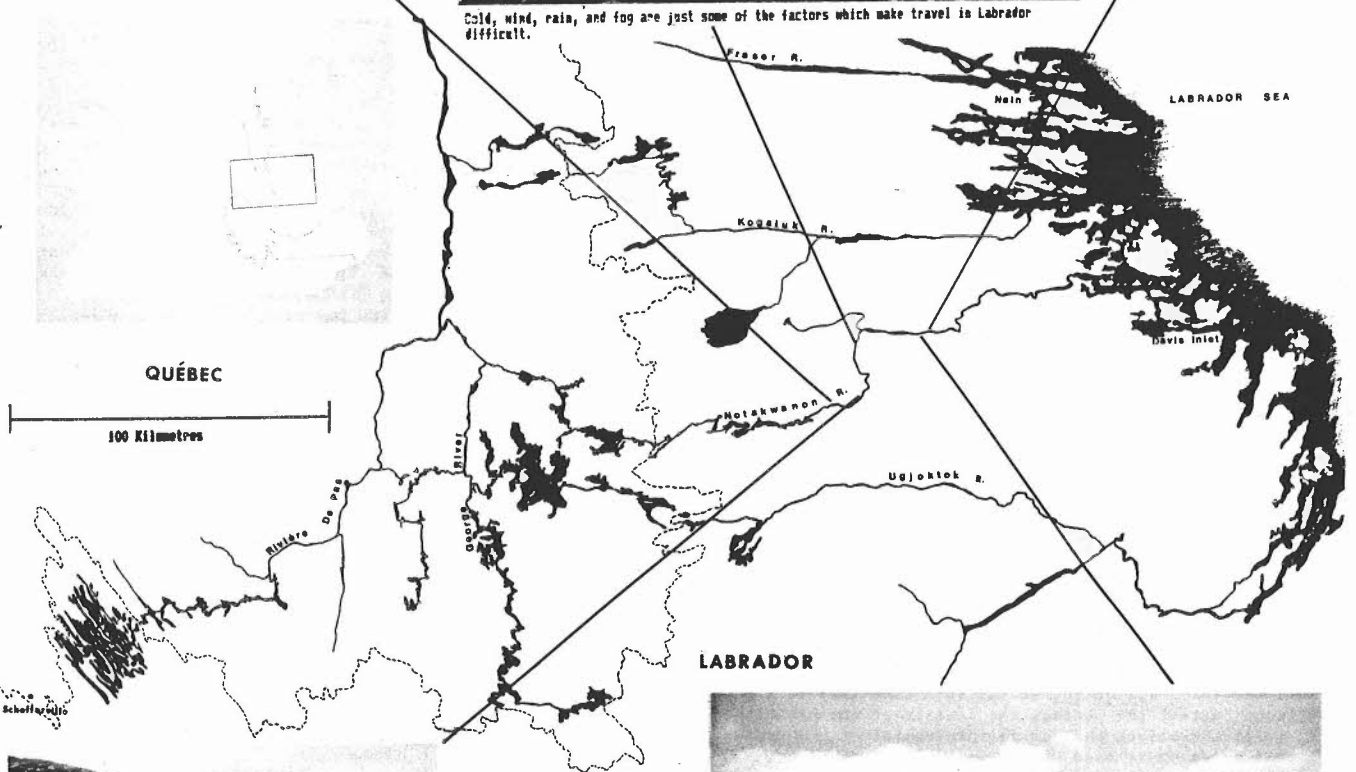 Cold, wind, rain, and fog are just some of the factors which make travel is Labrador
difficult.
Fraser R.
Nain
LABRADOR SEA
Kogaluk R.
Davis Inlet
QUÉBEC
100 Kilometres
Notakwanon R.
River
George
Ugjoktok R.
Rivière De Pas
LABRADOR
Schefferville